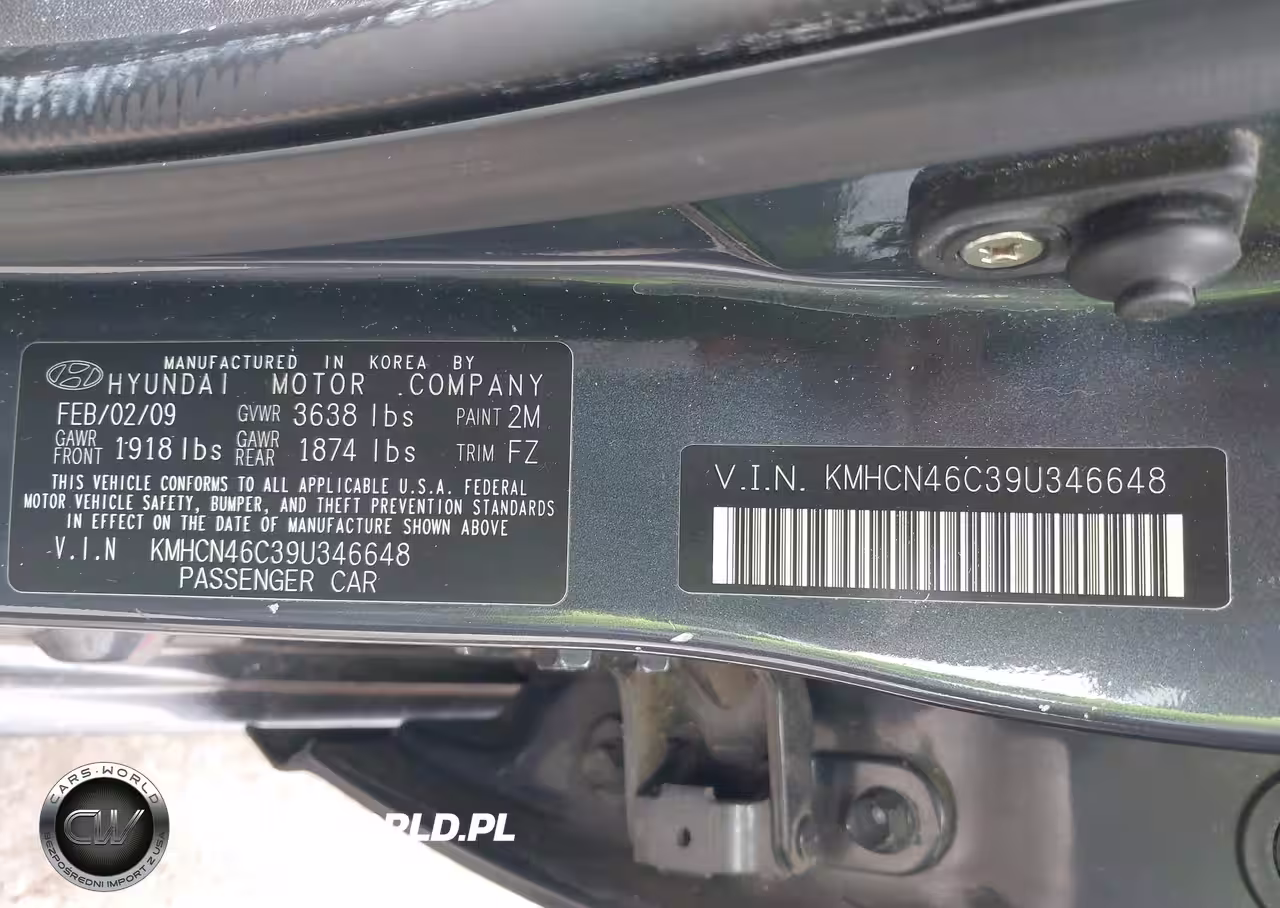 MANUFACTURED IN KOREA BY
HYUNDAI MOTOR COMPANY
FEB/02/09 GVWR 3638 lbs PAINT 2M
GAWR FRONT 1918 lbs GAWR REAR 1874 lbs TRIM FZ
THIS VEHICLE CONFORMS TO ALL APPLICABLE U.S.A. FEDERAL
MOTOR VEHICLE SAFETY, BUMPER, AND THEFT PREVENTION STANDARDS
IN EFFECT ON THE DATE OF MANUFACTURE SHOWN ABOVE
V.I.N KMHCN46C39U346648
PASSENGER CAR
V.I.N. KMHCN46C39U346648
CARS·WORLD
CW
BEZPOŚREDNI IMPORT Z USA
RLD.PL